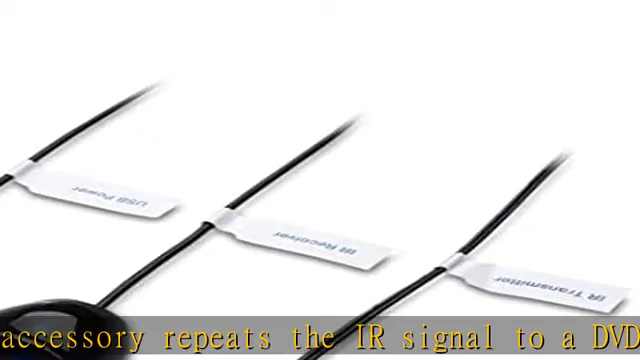 USB Power
IR Receiver
IR Transmitter
accessory repeats the IR signal to a DVD